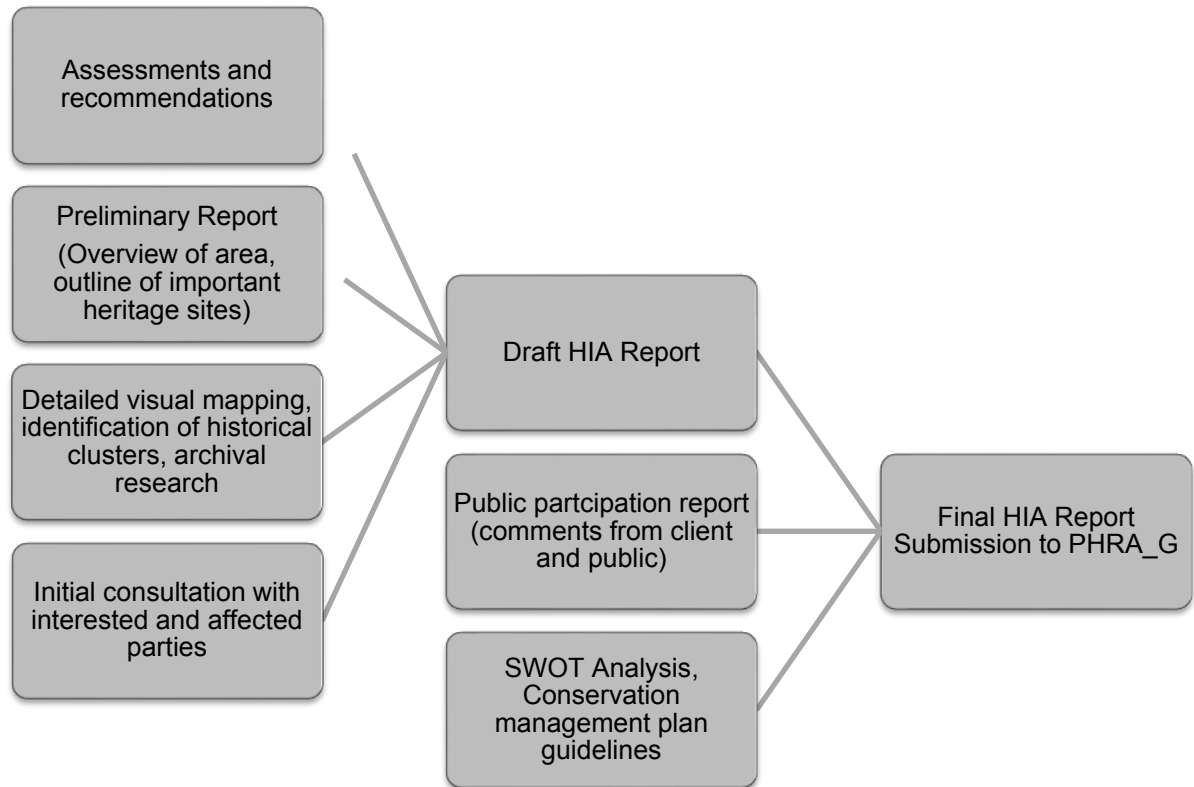 Assessments and
recommendations
Preliminary Report
(Overview of area,
outline of important
heritage sites)
Detailed visual mapping,
identification of historical
clusters, archival
research
Initial consultation with
interested and affected
parties
Draft HIA Report
Public partcipation report
(comments from client
and public)
SWOT Analysis,
Conservation
management plan
guidelines
Final HIA Report
Submission to PHRA_G